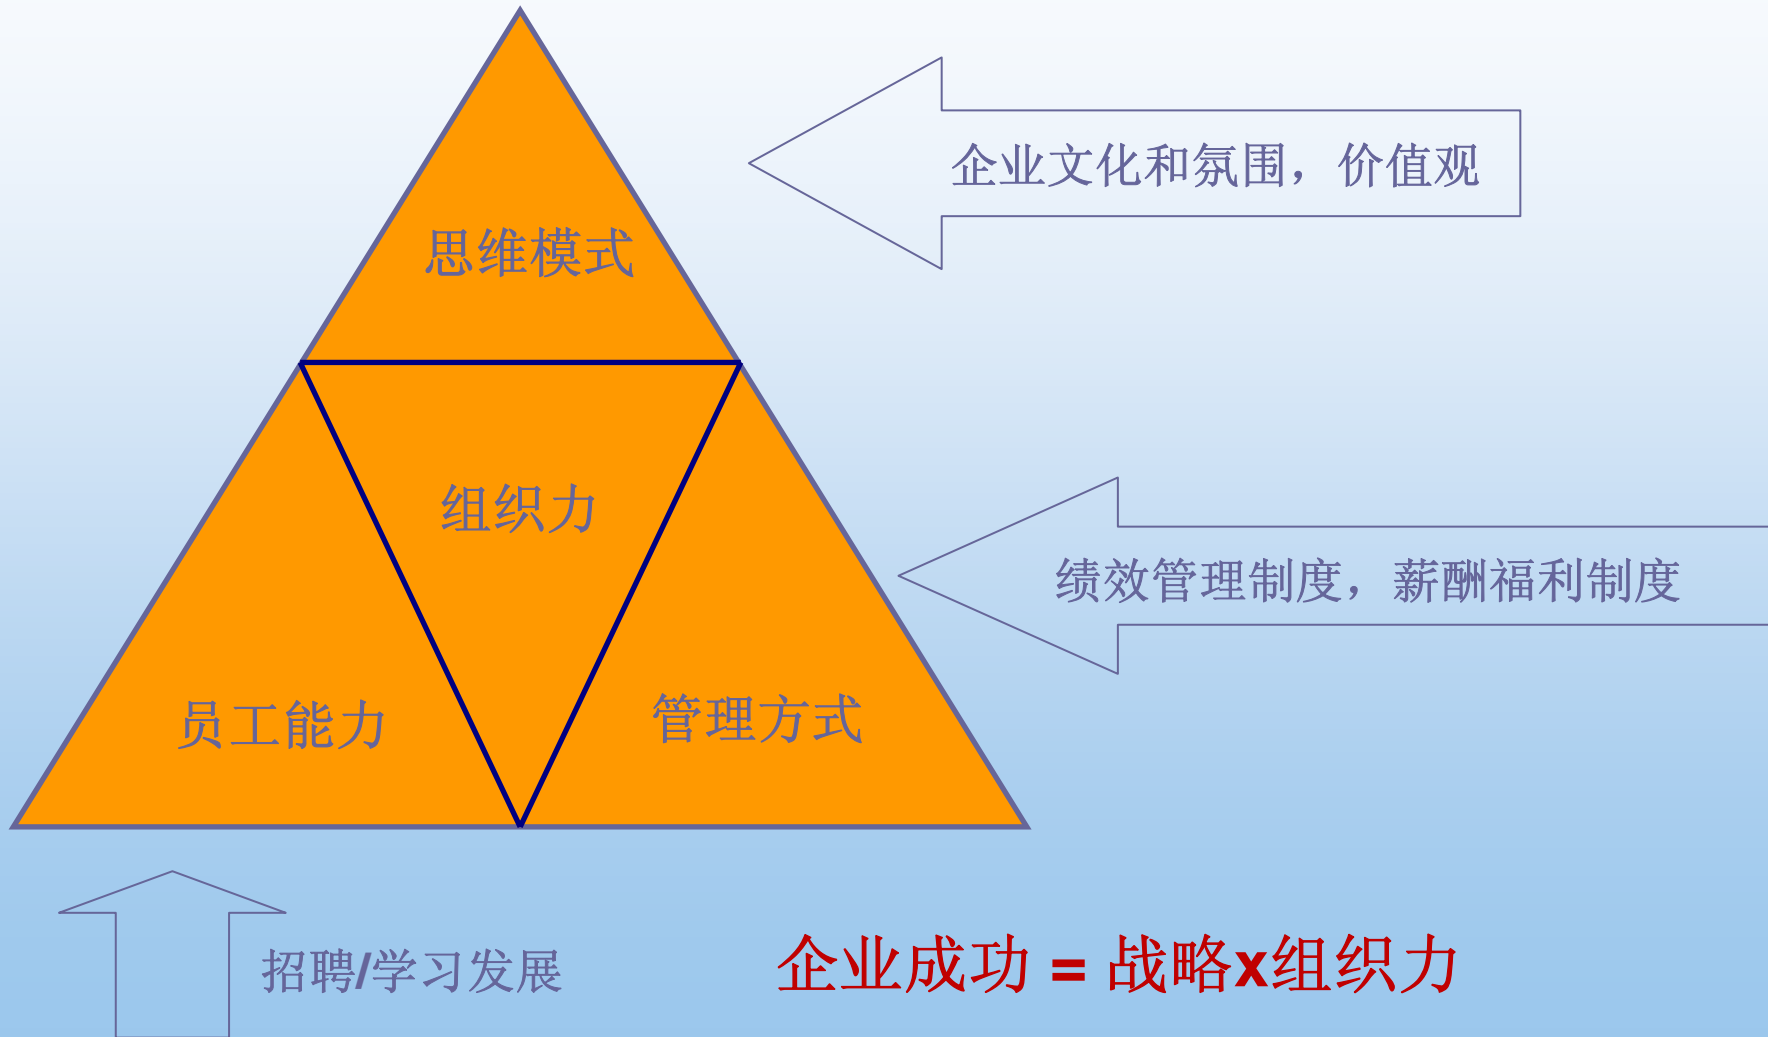 企业文化和氛围，价值观
思维模式
组织力
绩效管理制度，薪酬福利制度
员工能力
管理方式
招聘/学习发展
企业成功 = 战略x组织力